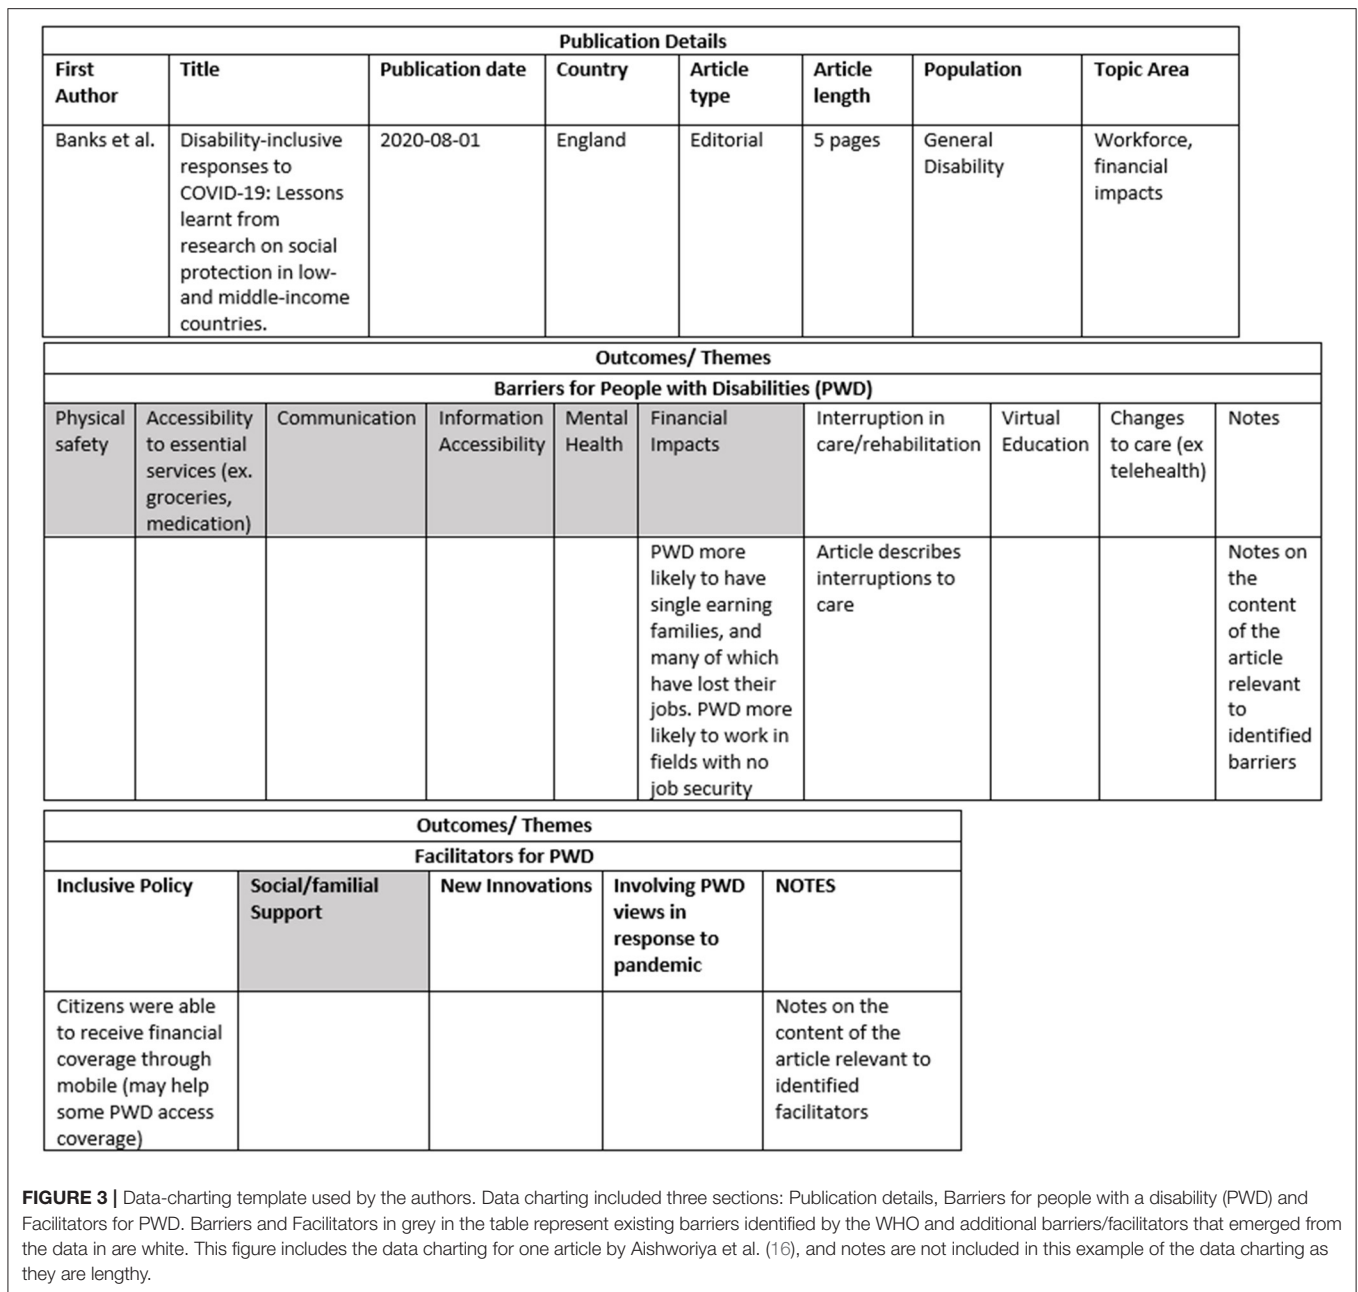 Publication Details
First Author
Title
Publication date
Country
Article type
Article length
Population
Topic Area
Banks et al.
Disability-inclusive
responses to
COVID-19: Lessons
learnt from
research on social
protection in low-
and middle-income
countries.
2020-08-01
England
Editorial
5 pages
General
Disability
Workforce,
financial
impacts
Outcomes/ Themes
Barriers for People with Disabilities (PWD)
Physical
safety
Accessibility
to essential
services (ex.
groceries,
medication)
Communication
Information
Accessibility
Mental
Health
Financial
Impacts
Interruption in
care/rehabilitation
Virtual
Education
Changes
to care (ex
telehealth)
Notes
PWD more
likely to have
single earning
families, and
many of which
have lost their
jobs. PWD more
likely to work in
fields with no
job security
Article describes
interruptions to
care
Notes on
the
content
of the
article
relevant
to
identified
barriers
Outcomes/ Themes
Facilitators for PWD
Inclusive Policy
Social/familial
Support
New Innovations
Involving PWD
views in
response to
pandemic
NOTES
Citizens were able
to receive financial
coverage through
mobile (may help
some PWD access
coverage)
Notes on the
content of the
article relevant to
identified
facilitators
FIGURE 3 | Data-charting template used by the authors. Data charting included three sections: Publication details, Barriers for people with a disability (PWD) and
Facilitators for PWD. Barriers and Facilitators in grey in the table represent existing barriers identified by the WHO and additional barriers/facilitators that emerged from
the data in are white. This figure includes the data charting for one article by Aishworiya et al. (16), and notes are not included in this example of the data charting as
they are lengthy.